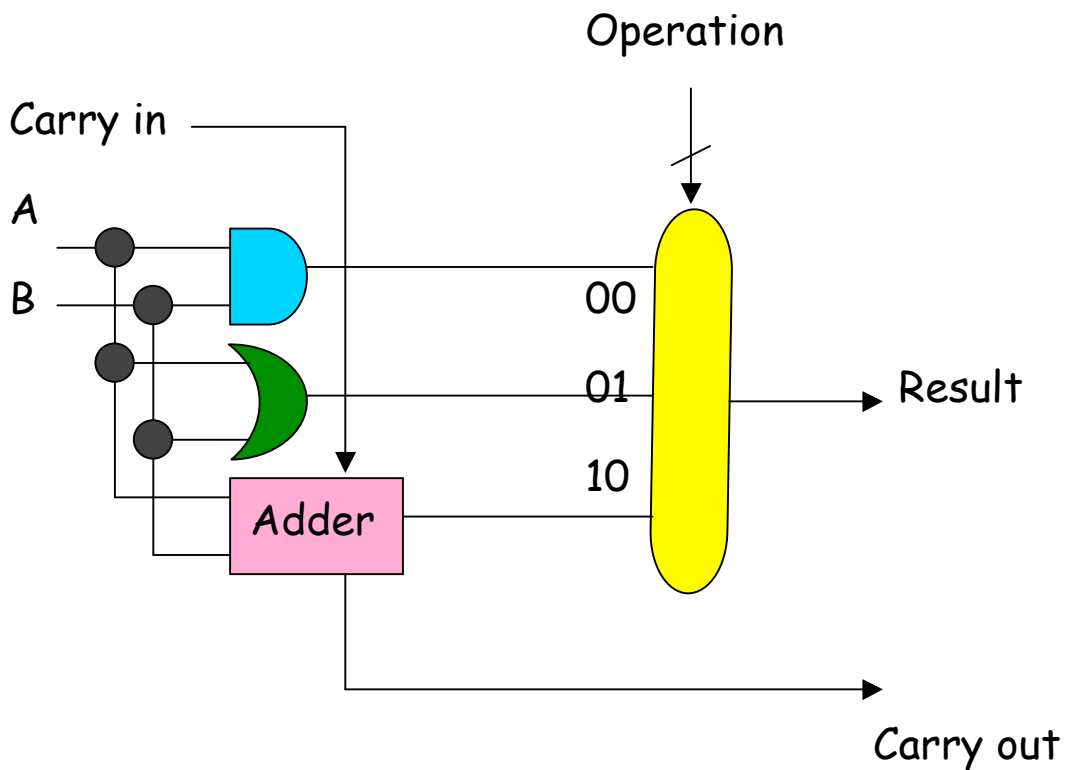 Operation
Carry in
A
B
00
01
Result
10
Adder
Carry out